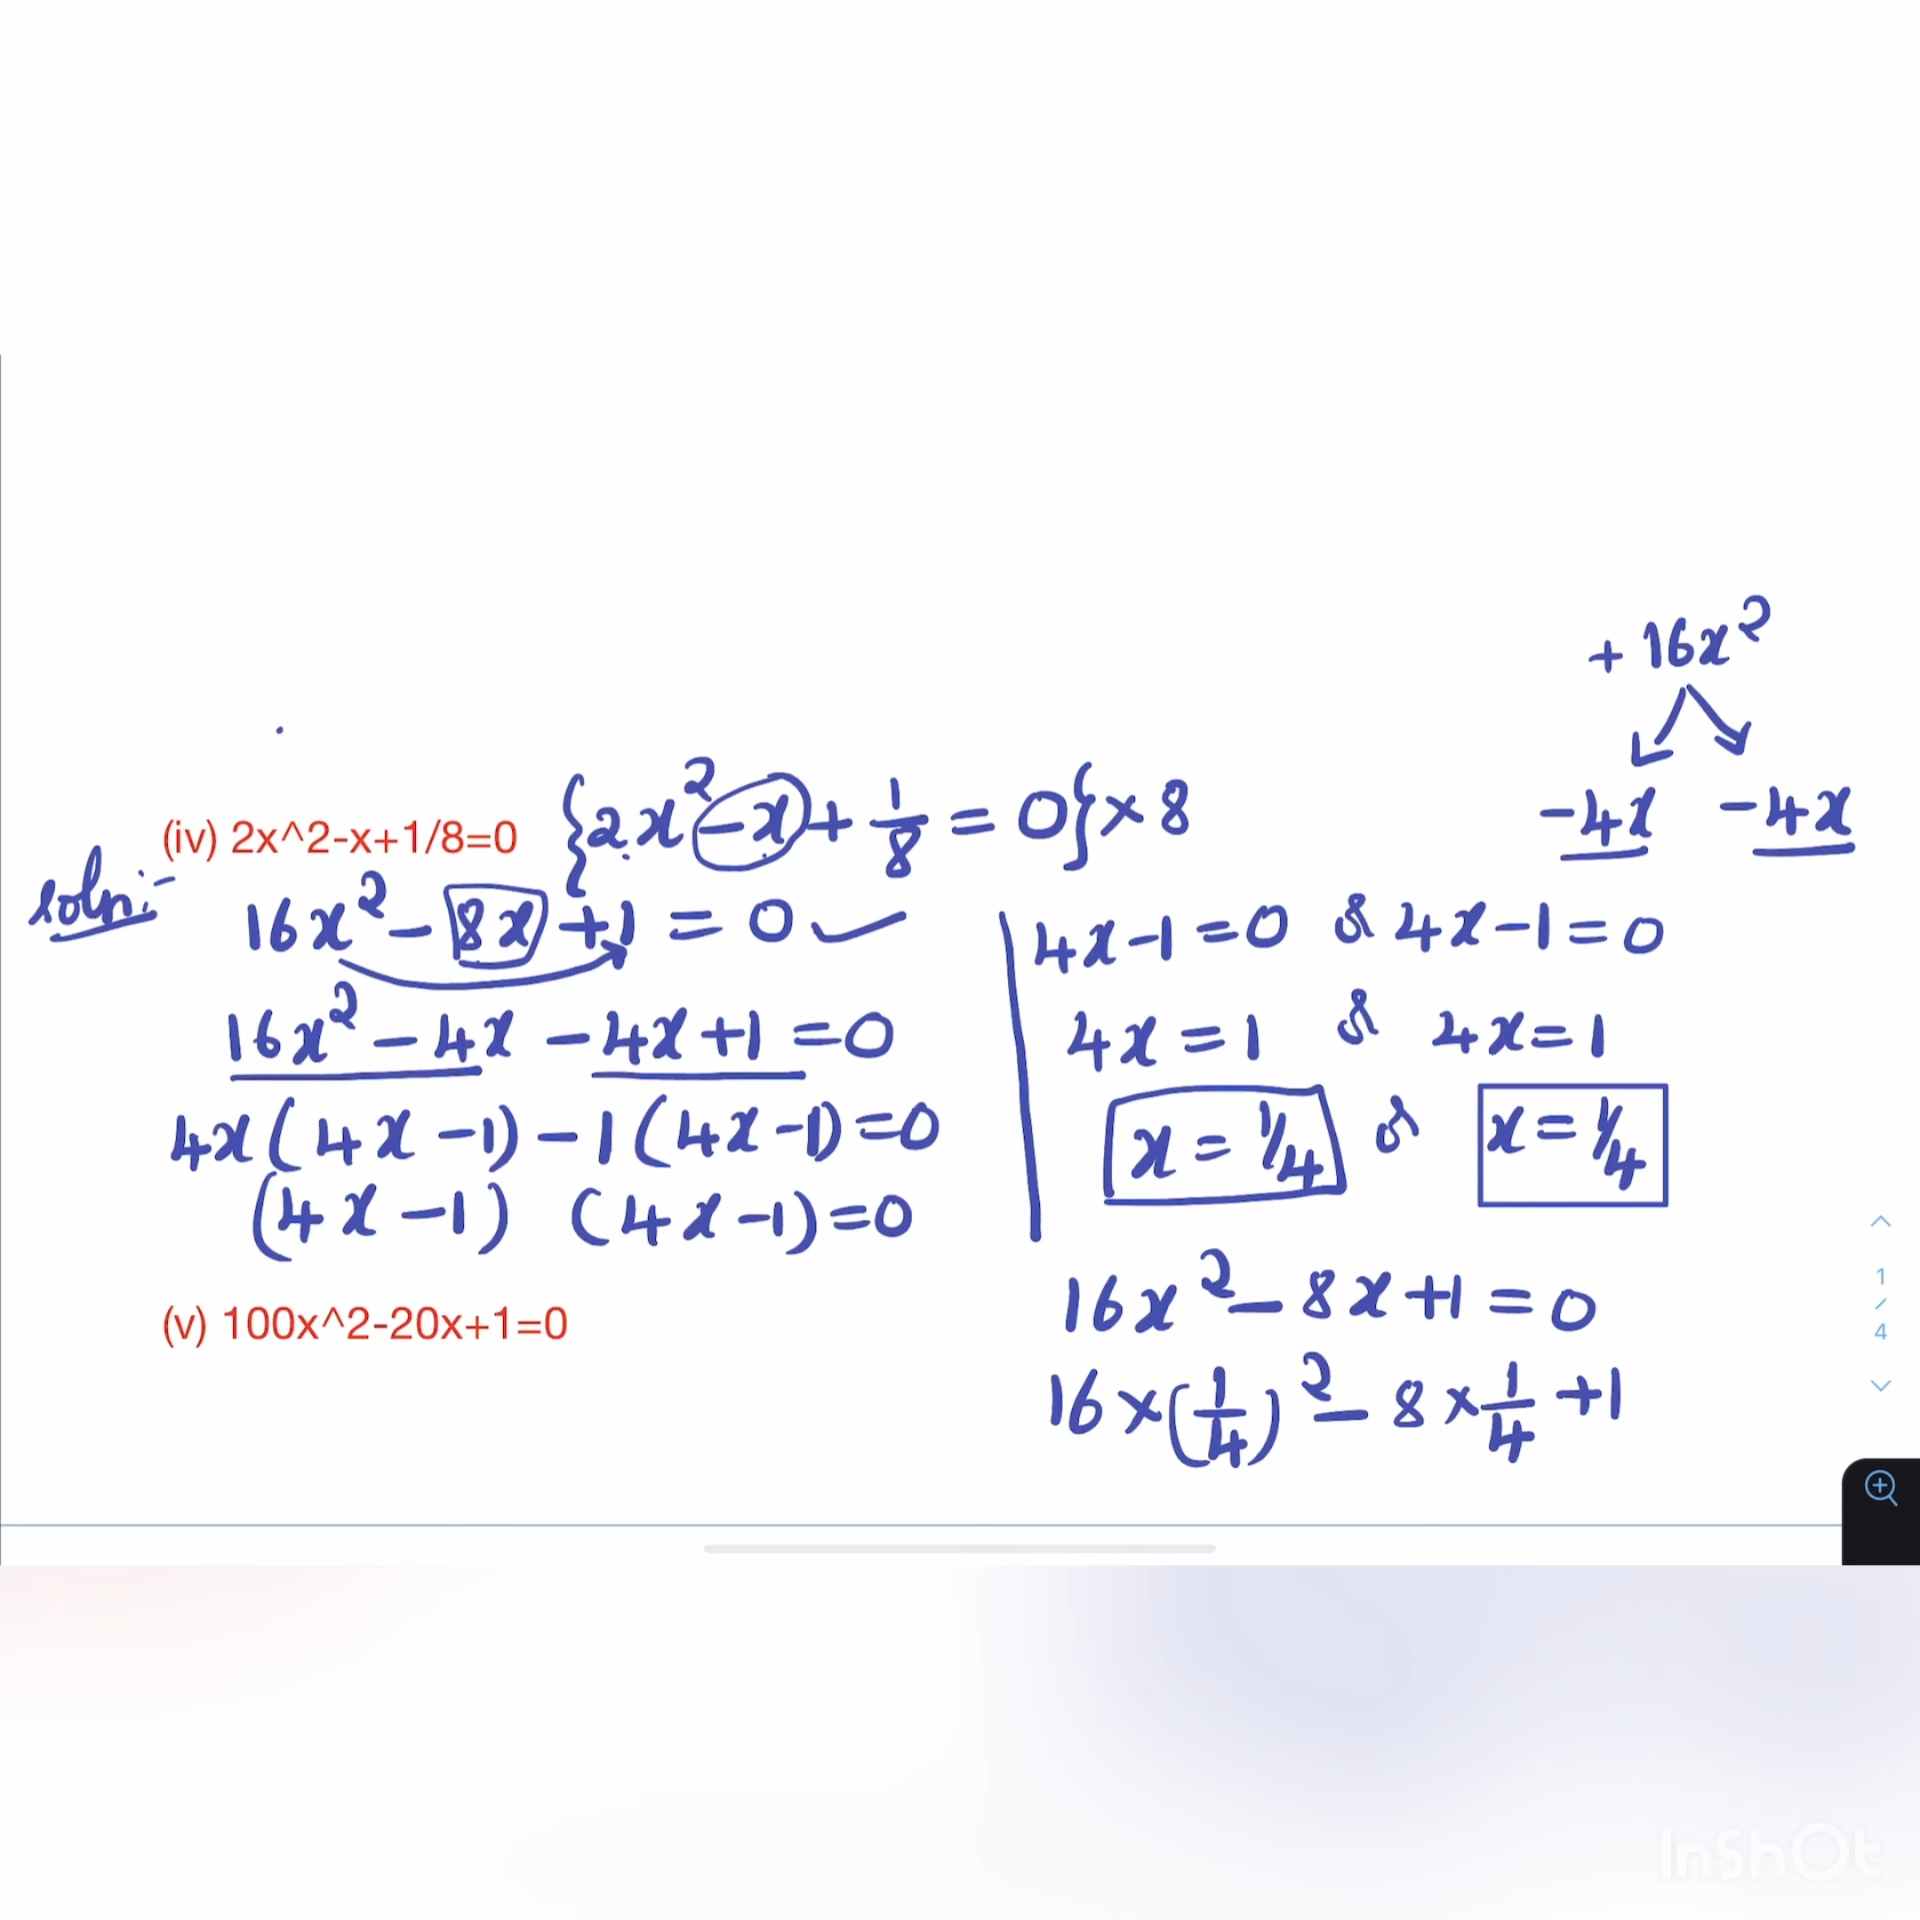 + 16x²
-4x -4x
(iv) 2x^2-x+1/8=0 {2x² - x + 1/8 = 0} × 8
soln:-
16x² - 8x + 1 = 0 ✓
16x² - 4x - 4x + 1 = 0
4x(4x - 1) - 1(4x - 1) = 0
(4x - 1) (4x - 1) = 0
4x - 1 = 0 & 4x - 1 = 0
4x = 1 & 4x = 1
x = 1/4 & x = 1/4
16x² - 8x + 1 = 0
16 × (1/4)² - 8 × 1/4 + 1
(v) 100x^2-20x+1=0
1
/
4
InShOt